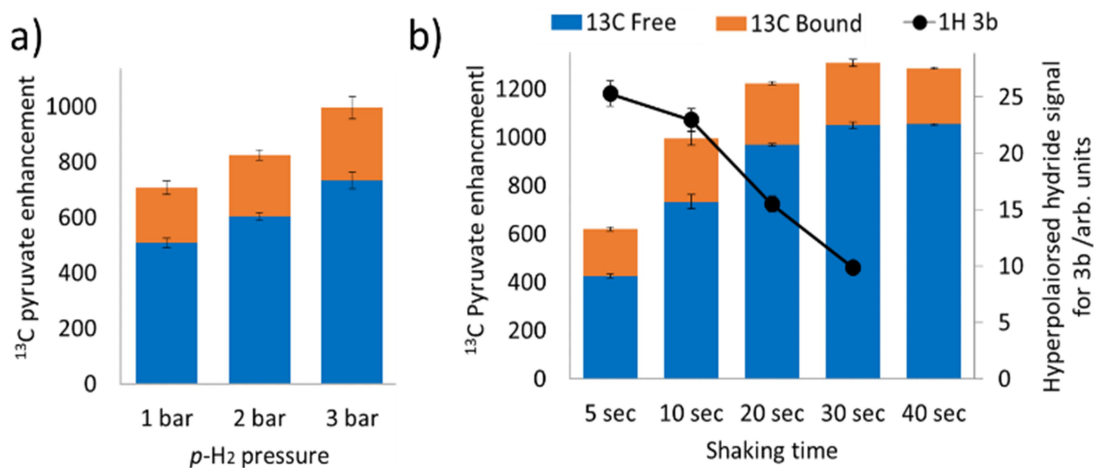 a)
¹³C pyruvate enhancement
1000
800
600
400
200
0
1 bar
2 bar
3 bar
p-H₂ pressure
b)
13C Free
13C Bound
1H 3b
¹³C Pyruvate enhancmeentl
1200
1000
800
600
400
200
0
5 sec
10 sec
20 sec
30 sec
40 sec
Shaking time
25
20
15
10
5
0
Hyperpolaiorsed hydride signal
for 3b /arb. units